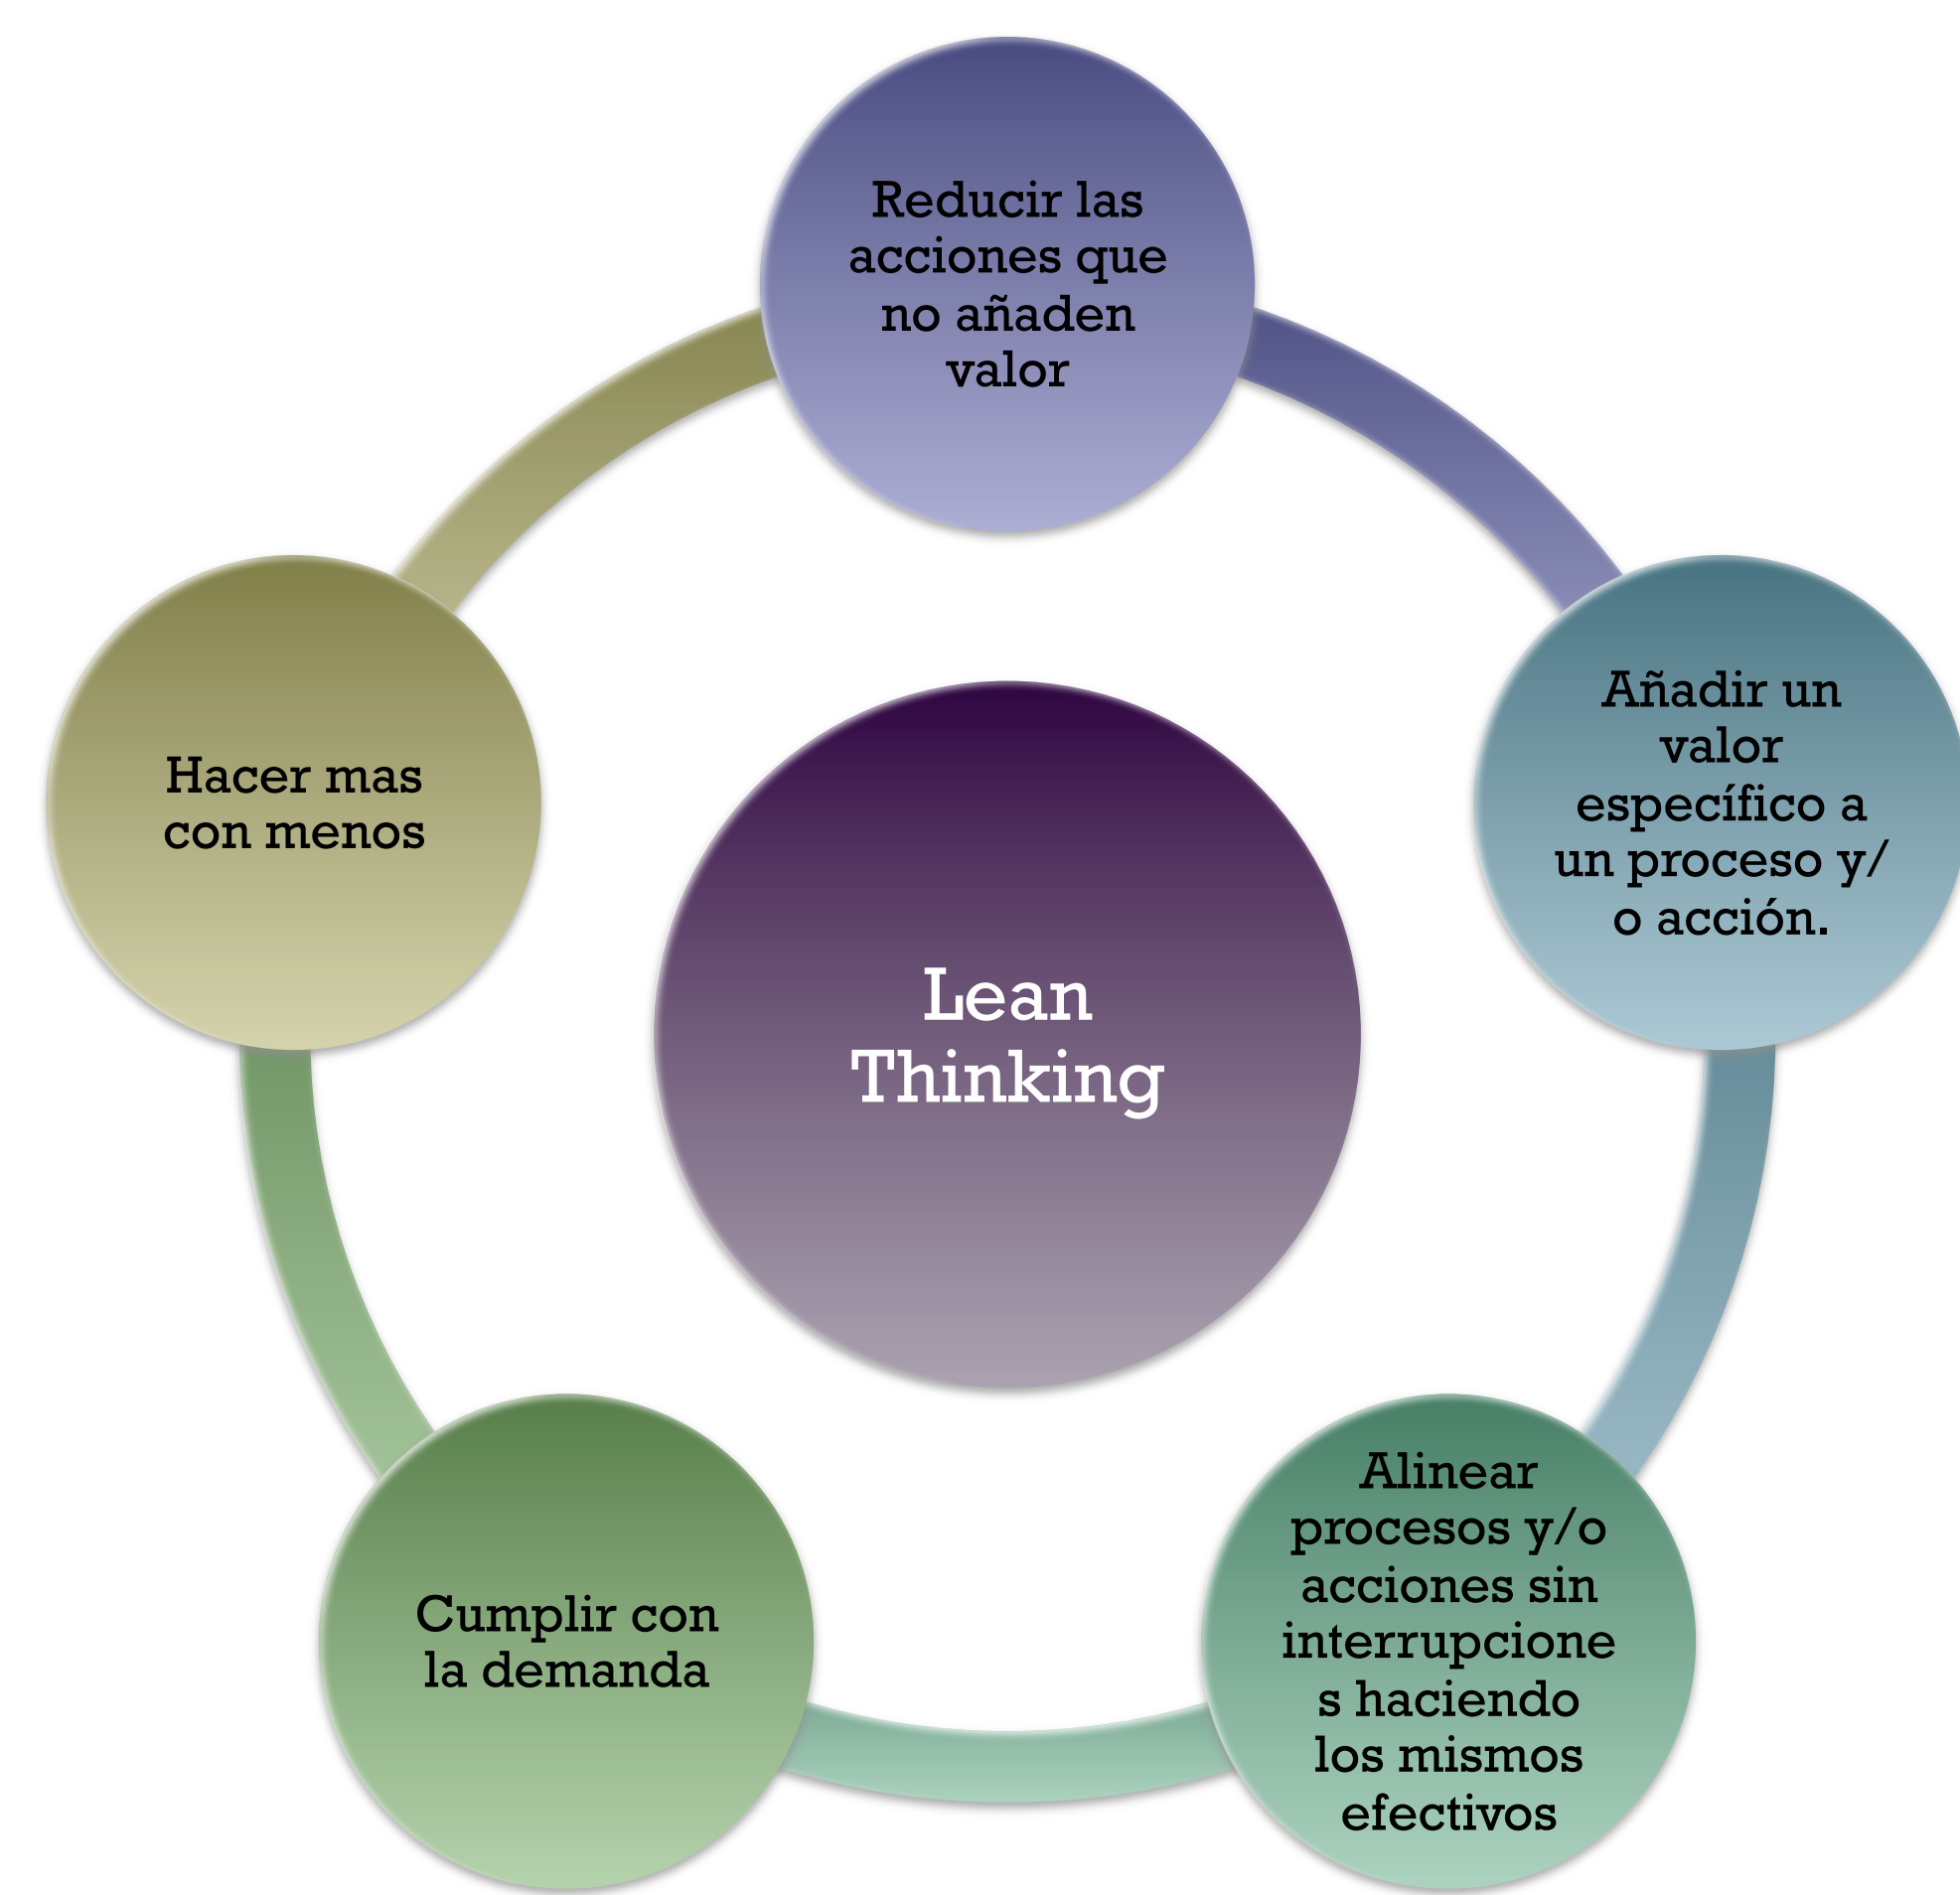 Reducir las
acciones que
no añaden
valor
Añadir un
valor
específico a
un proceso y/
o acción.
Alinear
procesos y/o
acciones sin
interrupcione
s haciendo
los mismos
efectivos
Cumplir con
la demanda
Hacer mas
con menos
Lean
Thinking